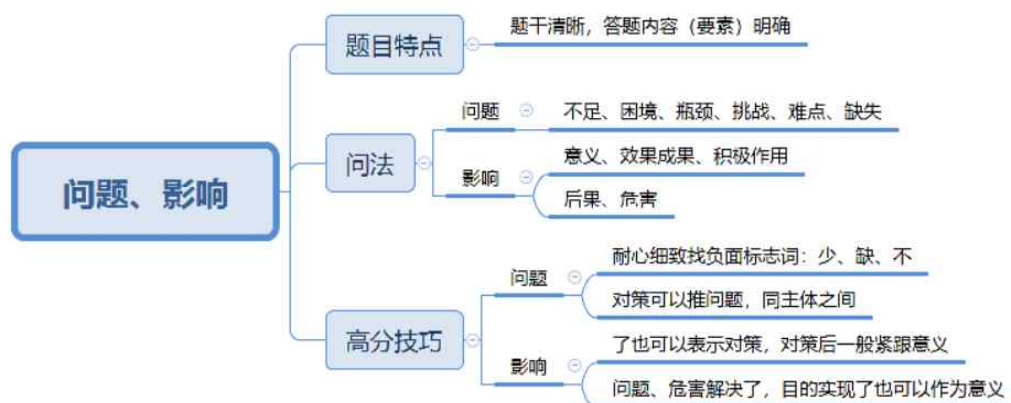 问题、影响
题目特点
题干清晰，答题内容（要素）明确
问法
问题
不足、困境、瓶颈、挑战、难点、缺失
影响
意义、效果成果、积极作用
后果、危害
高分技巧
问题
耐心细致找负面标志词：少、缺、不
对策可以推问题，同主体之间
影响
了也可以表示对策，对策后一般紧跟意义
问题、危害解决了，目的实现了也可以作为意义